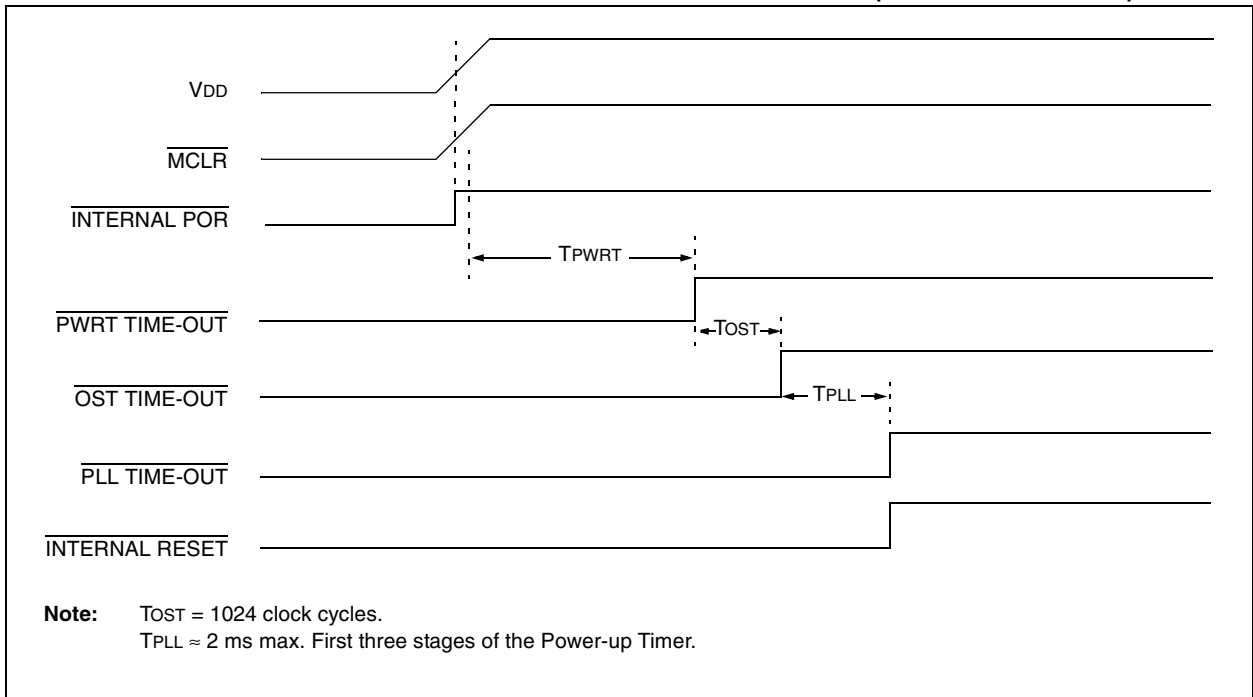 VDD
MCLR
INTERNAL POR
TPWRT
PWRT TIME-OUT
TOST
OST TIME-OUT
TPLL
PLL TIME-OUT
INTERNAL RESET
Note: TOST = 1024 clock cycles.
TPLL ≈ 2 ms max. First three stages of the Power-up Timer.